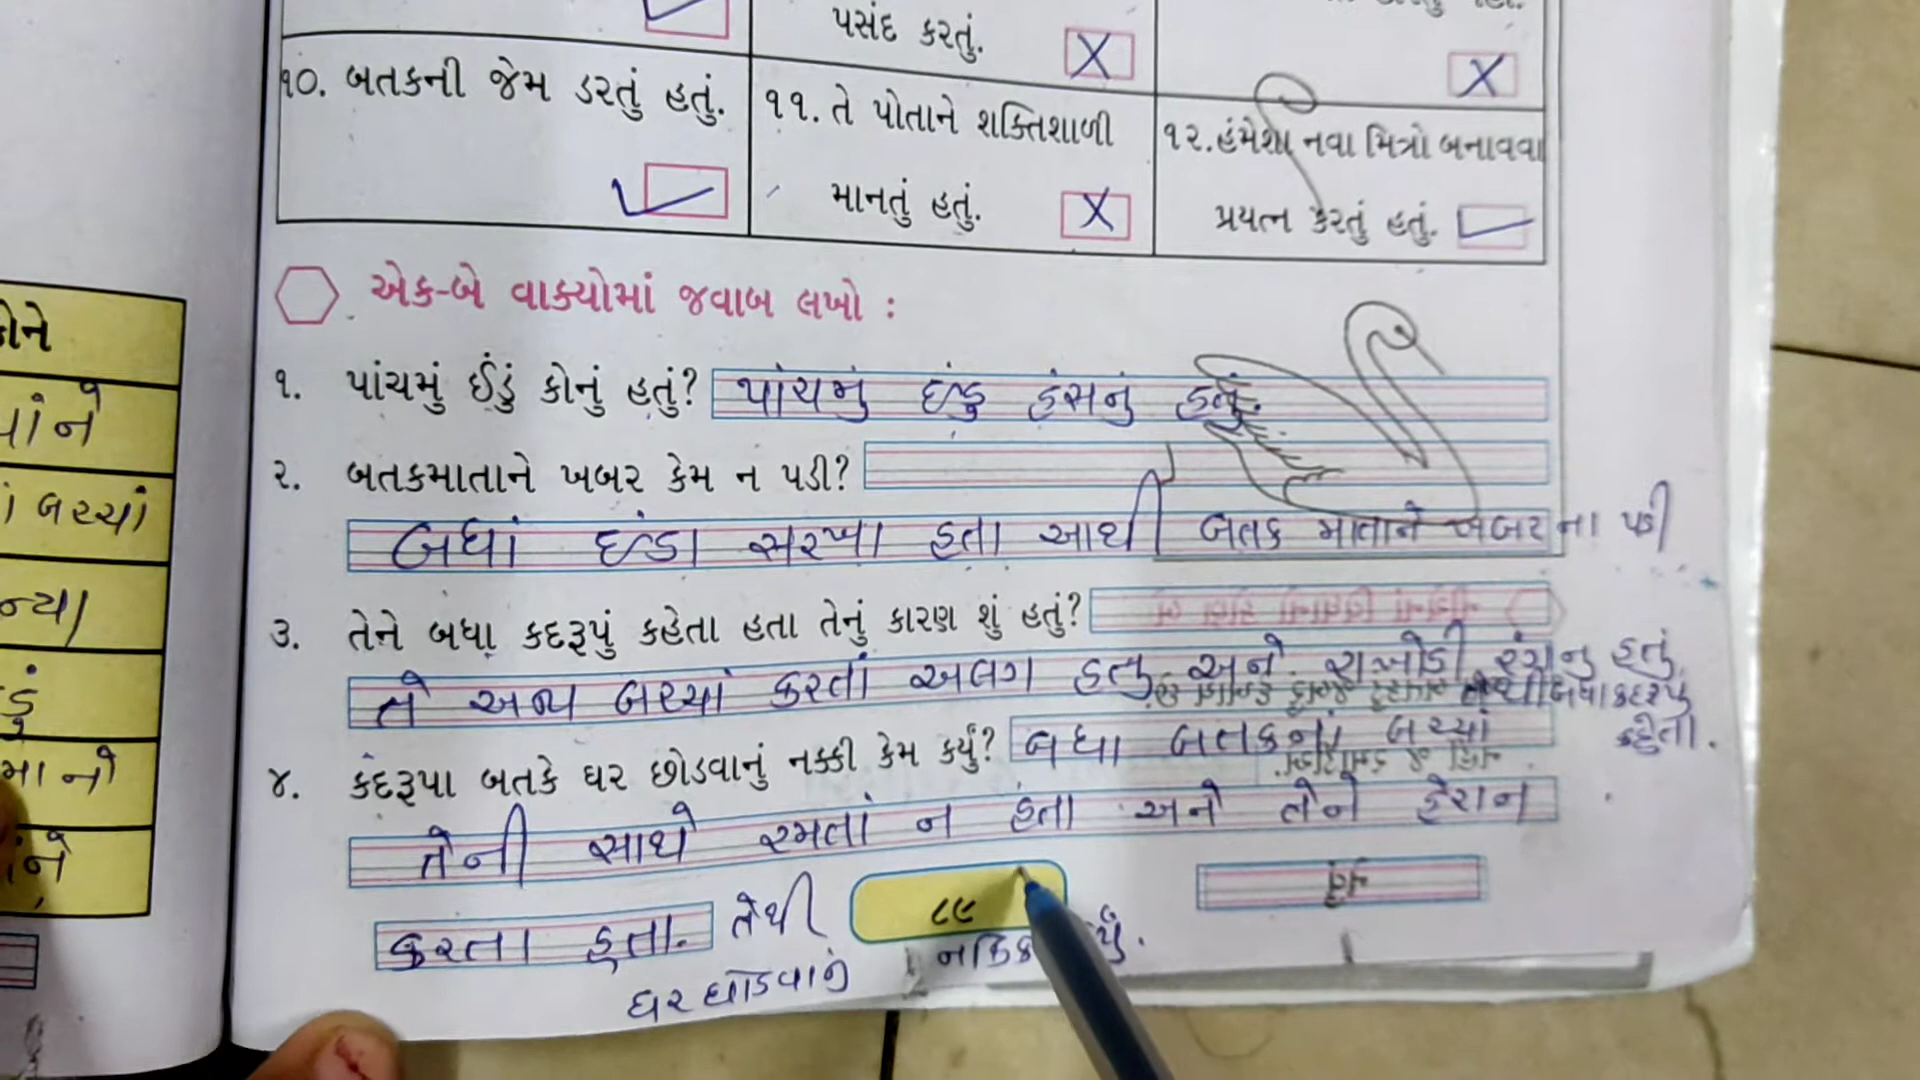 પસંદ કરતું. X
X
૧૦. બતકની જેમ ડરતું હતું.
૧૧. તે પોતાને શક્તિશાળી
માનતું હતું. X
૧૨. હંમેશા નવા મિત્રો બનાવવા
પ્રયત્ન કરતું હતું.
એક-બે વાક્યોમાં જવાબ લખો :
૧. પાંચમું ઈંડું કોનું હતું? પાંચમુ ઇંડુ હંસનું હતું.
૨. બતકમાતાને ખબર કેમ ન પડી?
બધાં ઇન્ડા સરખા હતા આથી બતક માતાને ખબર ના પડી
૩. તેને બધા કદરૂપું કહેતા હતા તેનું કારણ શું હતું?
તે અન્ય બચ્ચાં કરતાં અલગ હતુ અને રાખોડી રંગનુ હતું.
તેથી બધા કદરૂપુ
કહેતા.
૪. કદરૂપા બતકે ઘર છોડવાનું નક્કી કેમ કર્યું? બધા બતકનાં બચ્ચાં
તેની સાથે રમતાં ન હતા અને તેને હેરાન
કરતા હતા. તેથી
૮૯
ઘર છોડવાનું